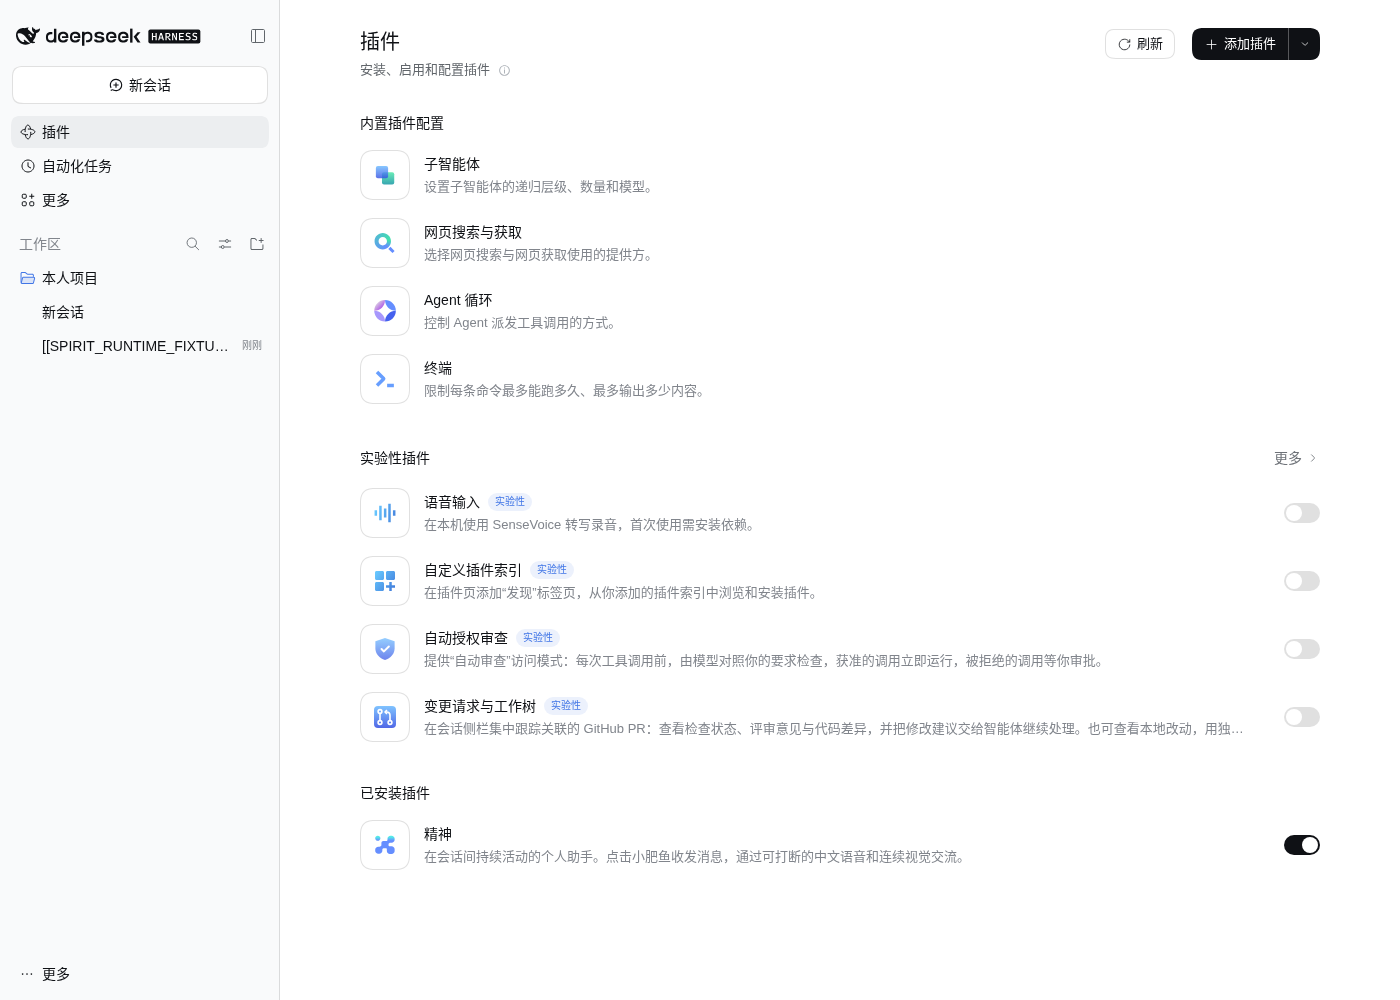 deepseek HARNESS
新会话
插件
自动化任务
更多
工作区
本人项目
新会话
[[SPIRIT_RUNTIME_FIXTU… 刚刚
更多
插件
安装、启用和配置插件
刷新
添加插件
内置插件配置
子智能体
设置子智能体的递归层级、数量和模型。
网页搜索与获取
选择网页搜索与网页获取使用的提供方。
Agent 循环
控制 Agent 派发工具调用的方式。
终端
限制每条命令最多能跑多久、最多输出多少内容。
实验性插件
更多
语音输入 实验性
在本机使用 SenseVoice 转写录音，首次使用需安装依赖。
自定义插件索引 实验性
在插件页添加“发现”标签页，从你添加的插件索引中浏览和安装插件。
自动授权审查 实验性
提供“自动审查”访问模式：每次工具调用前，由模型对照你的要求检查，获准的调用立即运行，被拒绝的调用等你审批。
变更请求与工作树 实验性
在会话侧栏集中跟踪关联的 GitHub PR：查看检查状态、评审意见与代码差异，并把修改建议交给智能体继续处理。也可查看本地改动，用独…
已安装插件
精神
在会话间持续活动的个人助手。点击小肥鱼收发消息，通过可打断的中文语音和连续视觉交流。